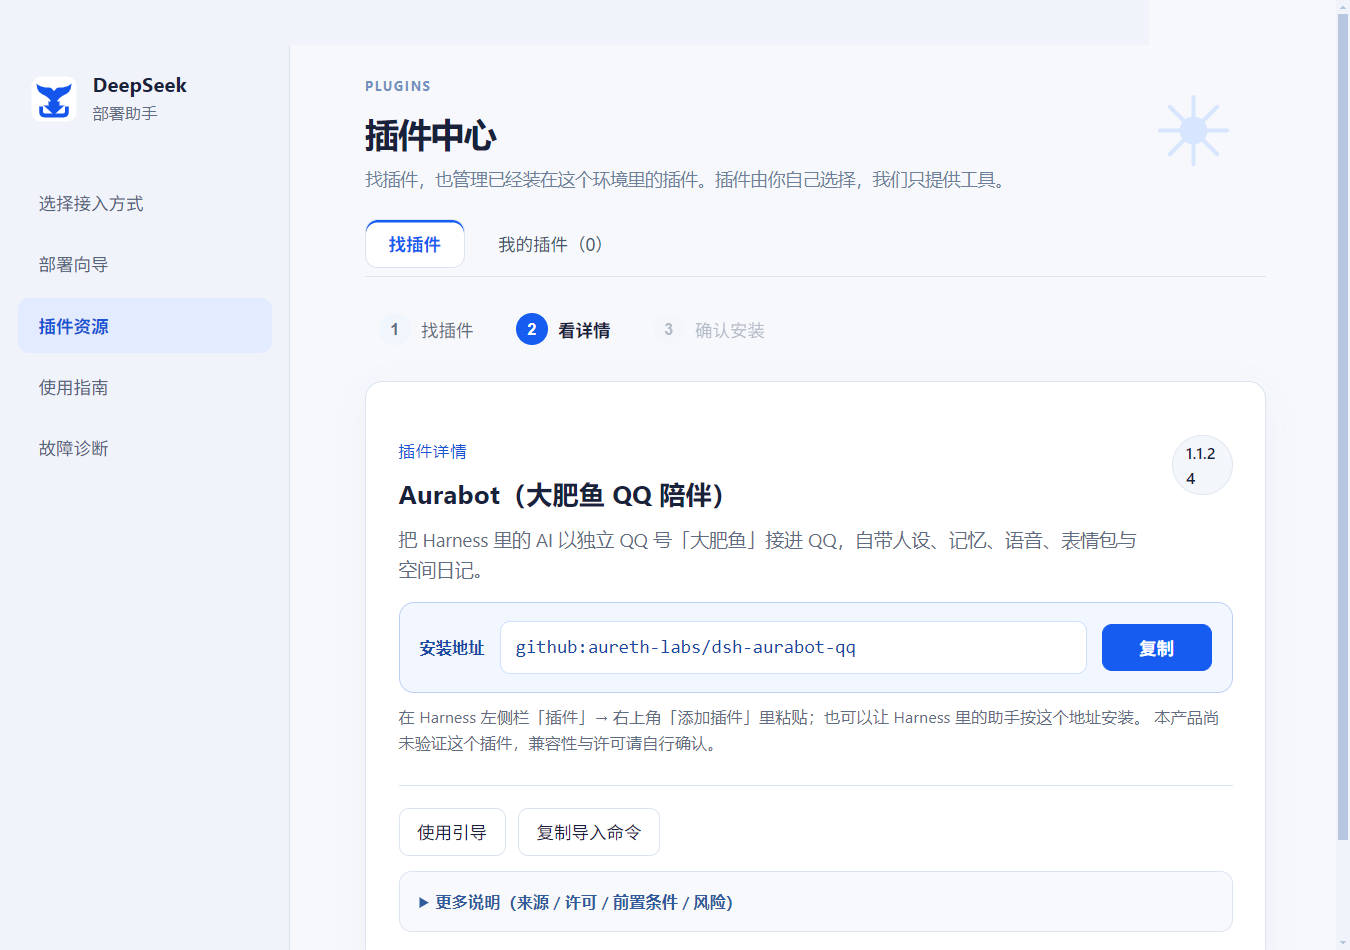 DeepSeek
部署助手
选择接入方式
部署向导
插件资源
使用指南
故障诊断
PLUGINS
插件中心
找插件，也管理已经装在这个环境里的插件。插件由你自己选择，我们只提供工具。
找插件
我的插件（0）
1 找插件
2 看详情
3 确认安装
插件详情
1.1.2
4
Aurabot（大肥鱼 QQ 陪伴）
把 Harness 里的 AI 以独立 QQ 号「大肥鱼」接进 QQ，自带人设、记忆、语音、表情包与
空间日记。
安装地址
github:aureth-labs/dsh-aurabot-qq
复制
在 Harness 左侧栏「插件」→ 右上角「添加插件」里粘贴；也可以让 Harness 里的助手按这个地址安装。 本产品尚
未验证这个插件，兼容性与许可请自行确认。
使用引导
复制导入命令
▶ 更多说明（来源 / 许可 / 前置条件 / 风险）